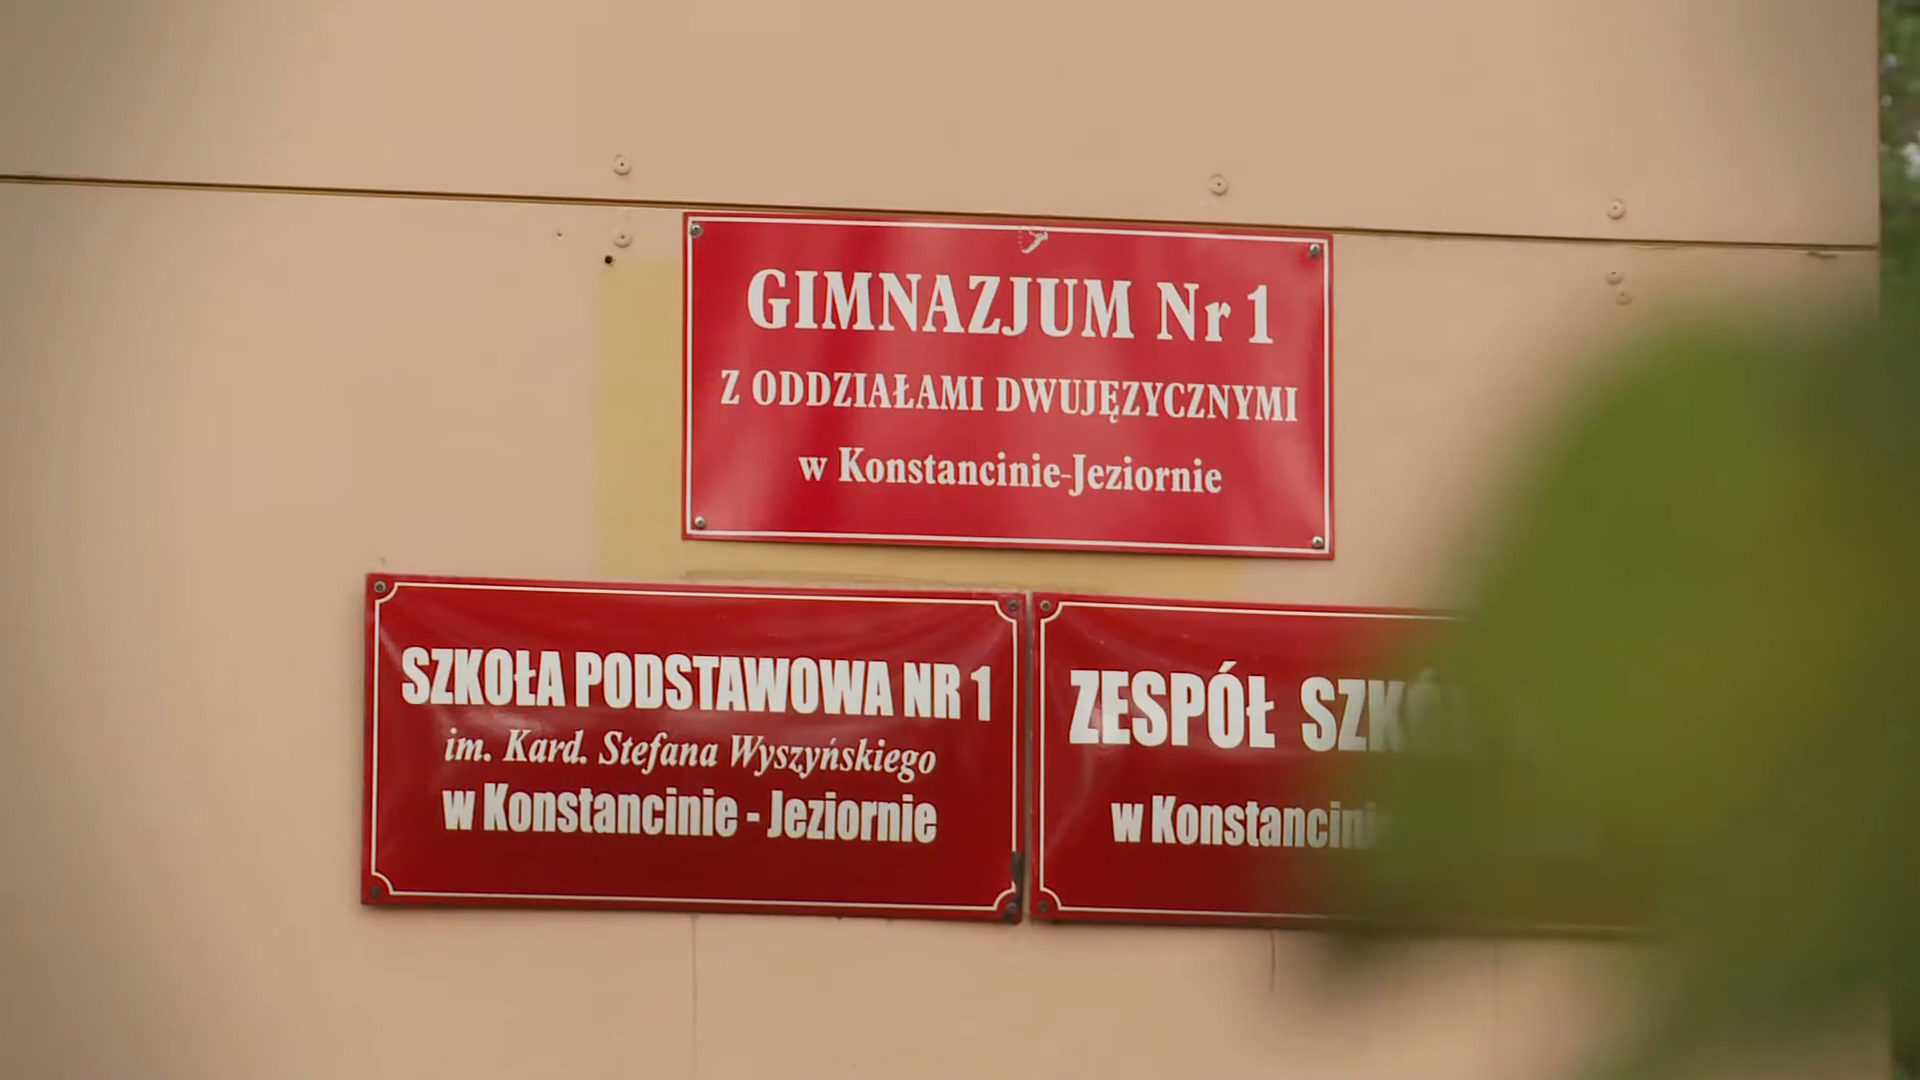 GIMNAZJUM Nr 1
Z ODDZIAŁAMI DWUJĘZYCZNYMI
w Konstancinie-Jeziornie
SZKOŁA PODSTAWOWA NR 1
im. Kard. Stefana Wyszyńskiego
w Konstancinie - Jeziornie
ZESPÓŁ
w